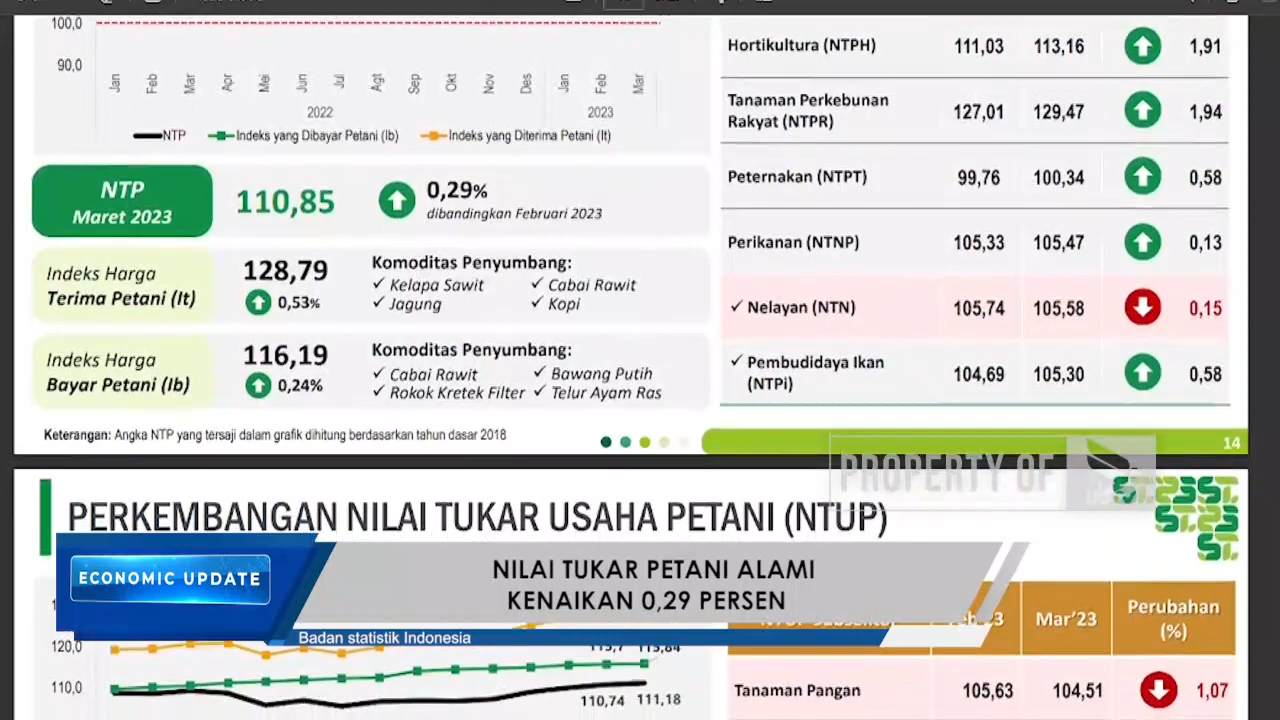 100,0
90,0
Jan Feb Mar Apr Mei Jun Jul Agt Sep Okt Nov Des Jan Feb Mar
2022 2023
NTP Indeks yang Dibayar Petani (Ib) Indeks yang Diterima Petani (It)
NTP
Maret 2023
110,85
0,29%
dibandingkan Februari 2023
Indeks Harga
Terima Petani (It)
128,79
0,53%
Komoditas Penyumbang:
✓ Kelapa Sawit ✓ Cabai Rawit
✓ Jagung ✓ Kopi
Indeks Harga
Bayar Petani (Ib)
116,19
0,24%
Komoditas Penyumbang:
✓ Cabai Rawit ✓ Bawang Putih
✓ Rokok Kretek Filter ✓ Telur Ayam Ras
Keterangan: Angka NTP yang tersaji dalam grafik dihitung berdasarkan tahun dasar 2018
Hortikultura (NTPH) 111,03 113,16 1,91
Tanaman Perkebunan
Rakyat (NTPR) 127,01 129,47 1,94
Peternakan (NTPT) 99,76 100,34 0,58
Perikanan (NTNP) 105,33 105,47 0,13
✓ Nelayan (NTN) 105,74 105,58 0,15
✓ Pembudidaya Ikan
(NTPi) 104,69 105,30 0,58
14
PROPERTY OF
PERKEMBANGAN NILAI TUKAR USAHA PETANI (NTUP)
ECONOMIC UPDATE
NILAI TUKAR PETANI ALAMI
KENAIKAN 0,29 PERSEN
Badan statistik Indonesia
120,0
110,0
110,74 111,18
Mar'23
Perubahan
(%)
Tanaman Pangan 105,63 104,51 1,07